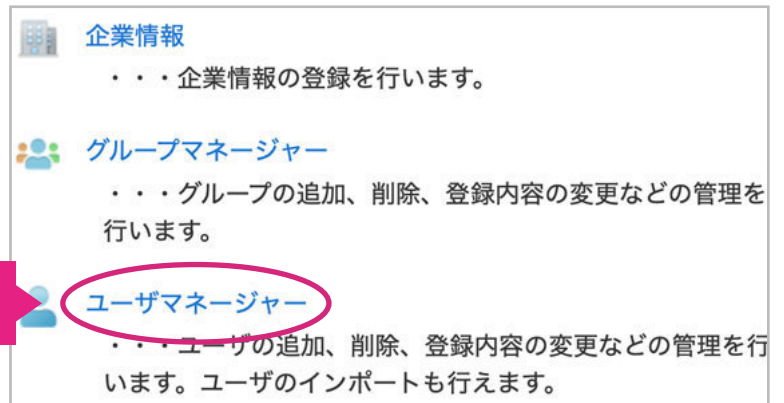 企業情報
・・・企業情報の登録を行います。
グループマネージャー
・・・グループの追加、削除、登録内容の変更などの管理を
行います。
ユーザマネージャー
・・・ユーザの追加、削除、登録内容の変更などの管理を行
います。ユーザのインポートも行えます。